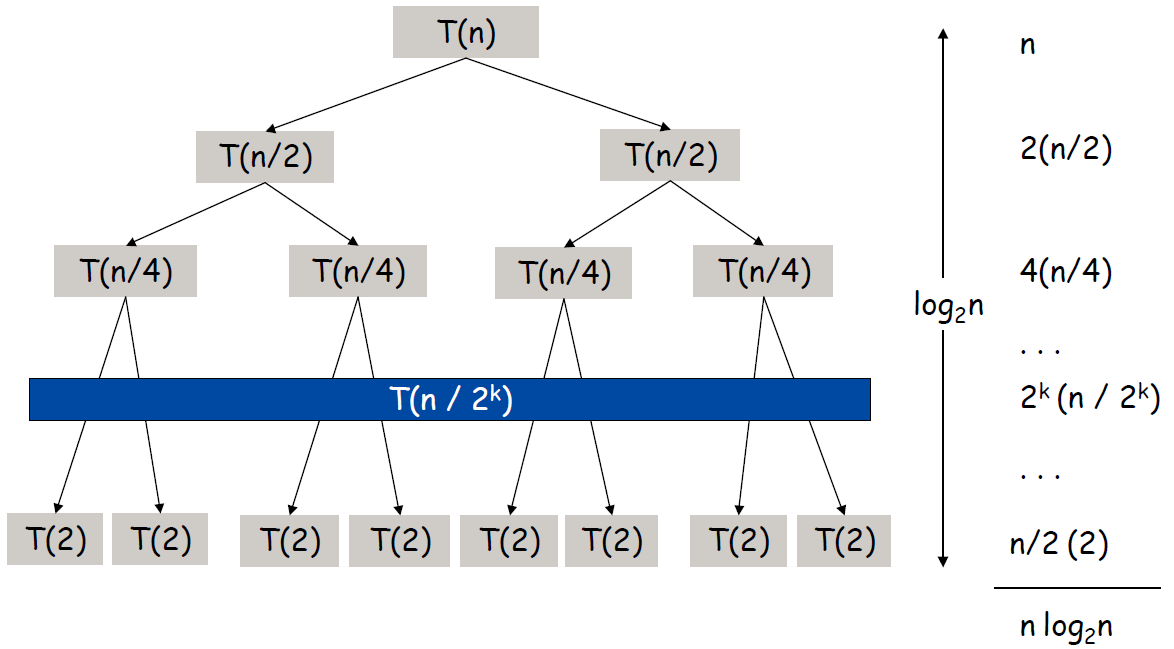 T(n)
n
T(n/2) T(n/2)
2(n/2)
T(n/4) T(n/4) T(n/4) T(n/4)
4(n/4)
log₂n
. . .
T(n / 2ᵏ)
2ᵏ (n / 2ᵏ)
. . .
T(2) T(2) T(2) T(2) T(2) T(2) T(2) T(2)
n/2 (2)
n log₂n